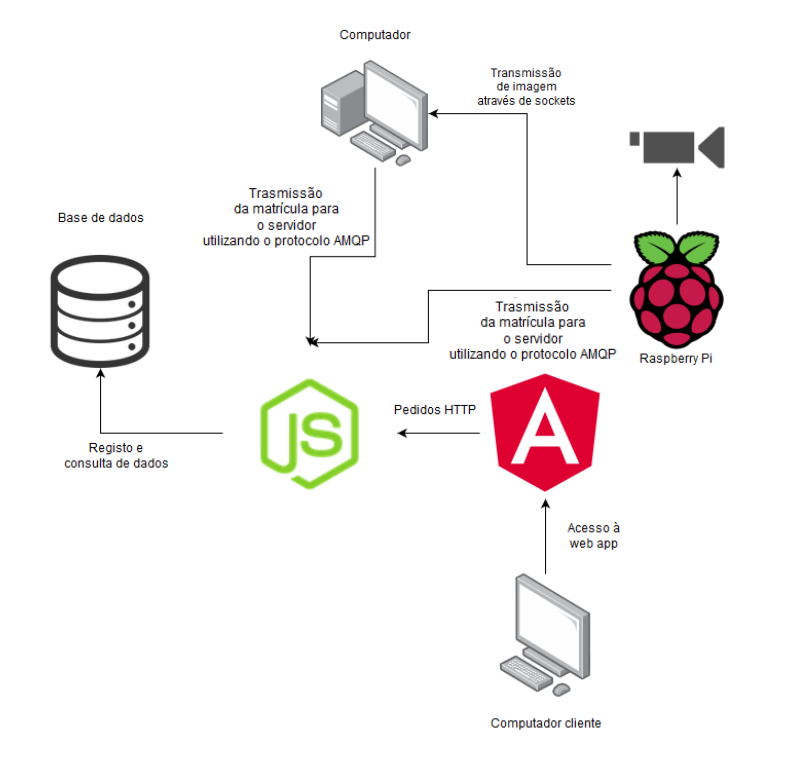 Computador
Transmissão
de imagem
através de sockets
Trasmissão
da matrícula para
o servidor
utilizando o protocolo AMQP
Base de dados
Trasmissão
da matrícula para
o servidor
utilizando o protocolo AMQP
Raspberry Pi
JS
Pedidos HTTP
A
Registo e
consulta de dados
Acesso à
web app
Computador cliente